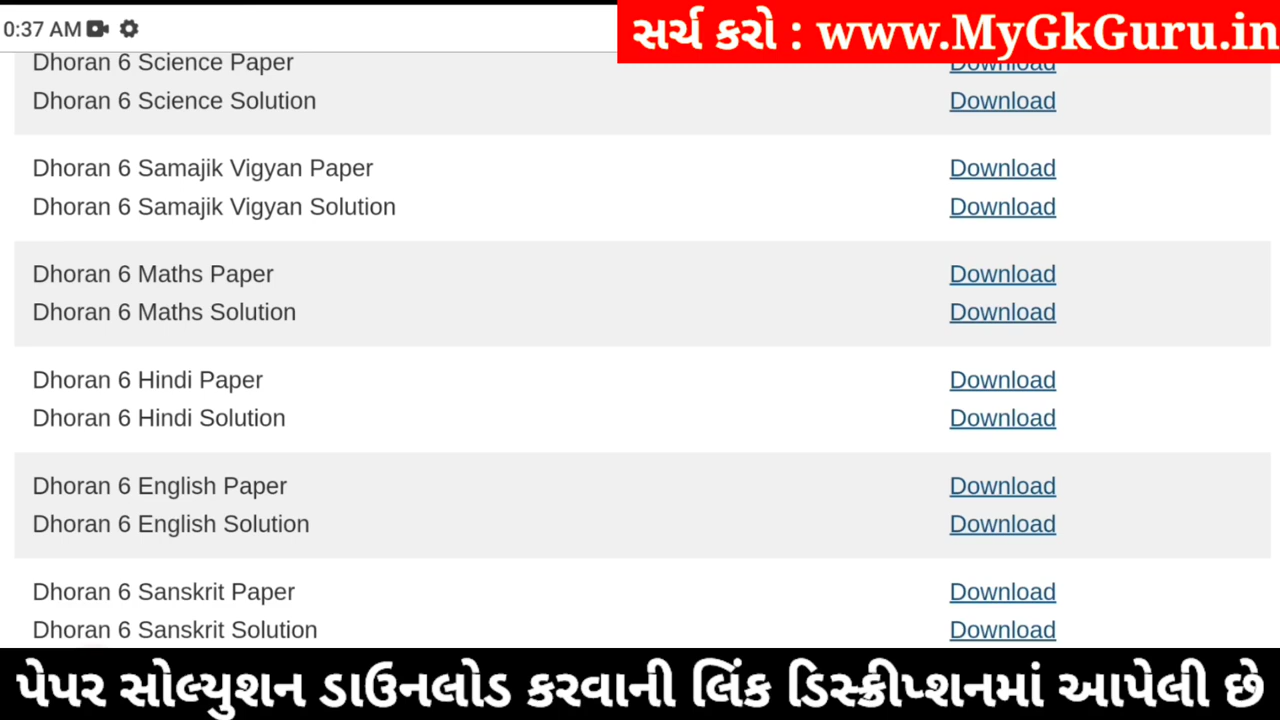 0:37 AM
સર્ચ કરો : www.MyGkGuru.in
Dhoran 6 Science Paper Download
Dhoran 6 Science Solution Download
Dhoran 6 Samajik Vigyan Paper Download
Dhoran 6 Samajik Vigyan Solution Download
Dhoran 6 Maths Paper Download
Dhoran 6 Maths Solution Download
Dhoran 6 Hindi Paper Download
Dhoran 6 Hindi Solution Download
Dhoran 6 English Paper Download
Dhoran 6 English Solution Download
Dhoran 6 Sanskrit Paper Download
Dhoran 6 Sanskrit Solution Download
પેપર સોલ્યુશન ડાઉનલોડ કરવાની લિંક ડિસ્ક્રીપ્શનમાં આપેલી છે